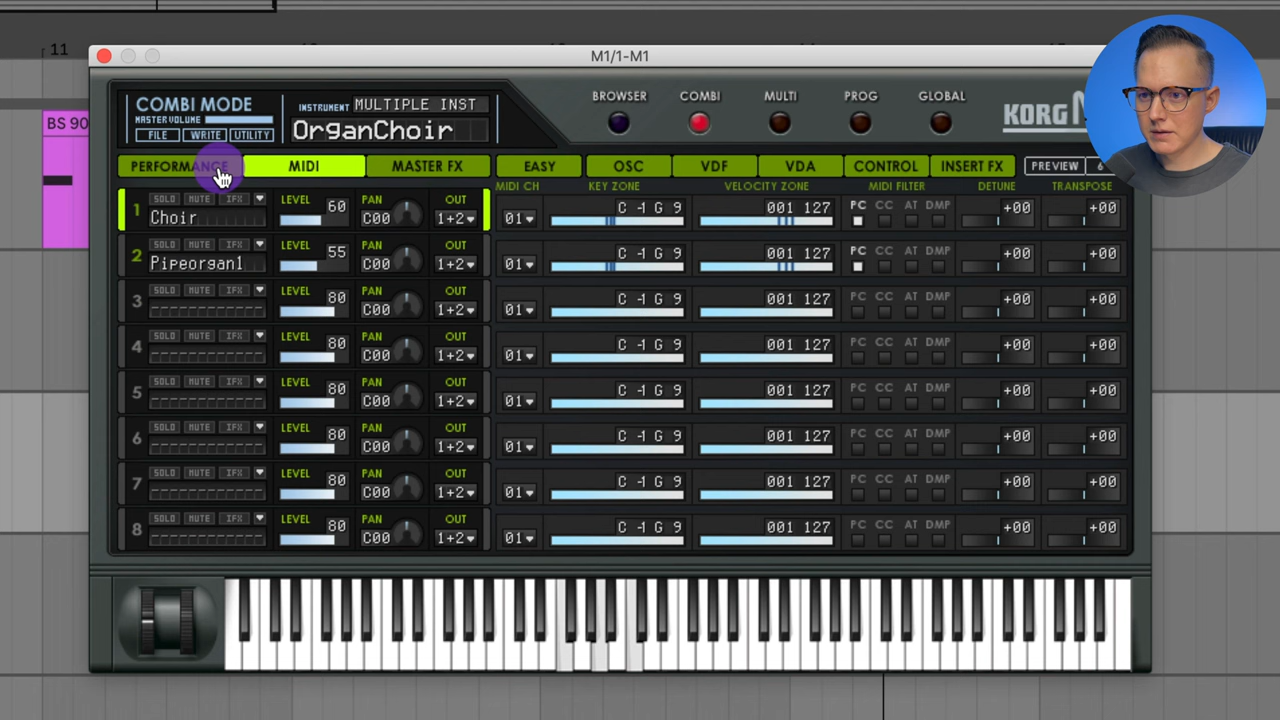 11
M1/1-M1
COMBI MODE
MASTER VOLUME
FILE WRITE UTILITY
INSTRUMENT MULTIPLE INST
OrganChoir
BROWSER COMBI MULTI PROG GLOBAL
KORG
BS 90
PERFORMANCE MIDI MASTER FX EASY OSC VDF VDA CONTROL INSERT FX PREVIEW
MIDI CH KEY ZONE VELOCITY ZONE MIDI FILTER DETUNE TRANSPOSE
1 SOLO MUTE IFX LEVEL 60 PAN OUT C -1 G 9 001 127 PC CC AT DMP +00 +00
Choir C00 1+2 01
2 SOLO MUTE IFX LEVEL 55 PAN OUT C -1 G 9 001 127 PC CC AT DMP +00 +00
Pipeorgan1 C00 1+2 01
3 SOLO MUTE IFX LEVEL 80 PAN OUT C -1 G 9 001 127 PC CC AT DMP +00 +00
C00 1+2 01
4 SOLO MUTE IFX LEVEL 80 PAN OUT C -1 G 9 001 127 PC CC AT DMP +00 +00
C00 1+2 01
5 SOLO MUTE IFX LEVEL 80 PAN OUT C -1 G 9 001 127 PC CC AT DMP +00 +00
C00 1+2 01
6 SOLO MUTE IFX LEVEL 80 PAN OUT C -1 G 9 001 127 PC CC AT DMP +00 +00
C00 1+2 01
7 SOLO MUTE IFX LEVEL 80 PAN OUT C -1 G 9 001 127 PC CC AT DMP +00 +00
C00 1+2 01
8 SOLO MUTE IFX LEVEL 80 PAN OUT C -1 G 9 001 127 PC CC AT DMP +00 +00
C00 1+2 01